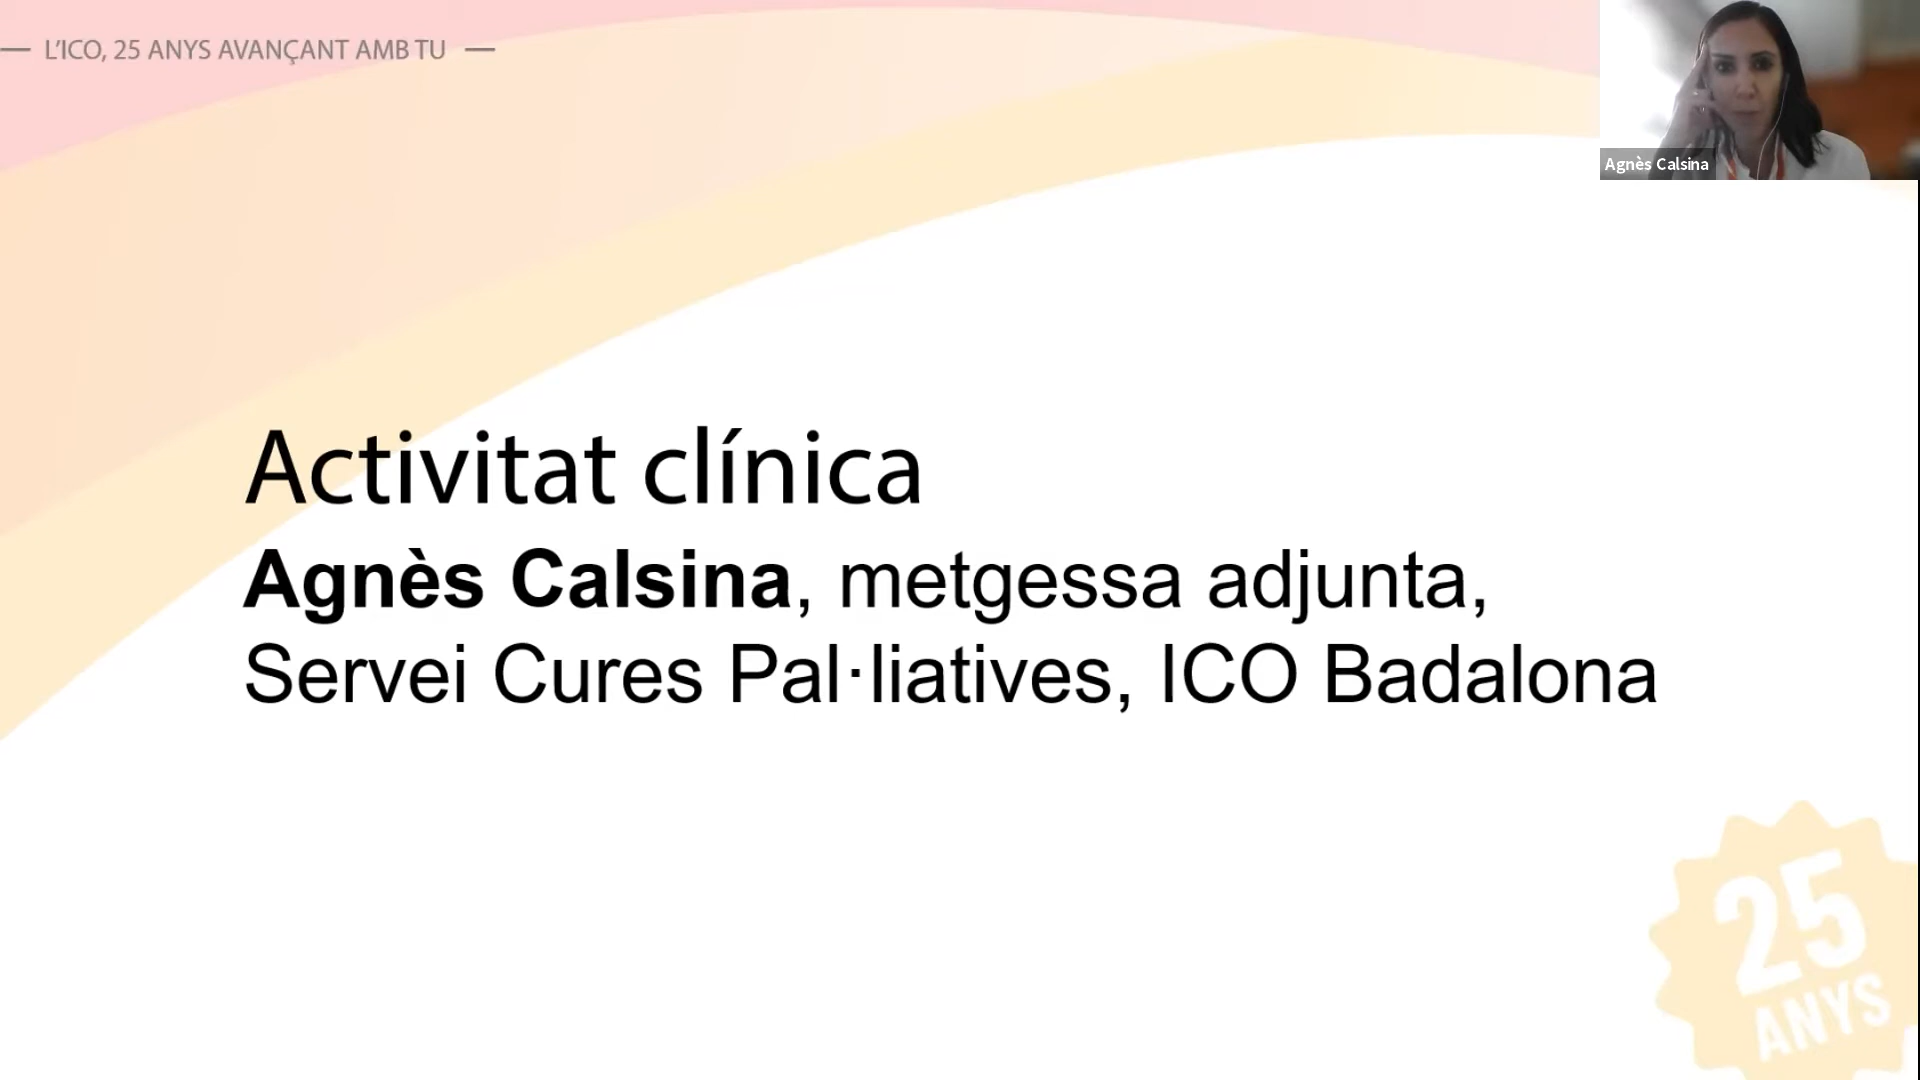 L'ICO, 25 ANYS AVANÇANT AMB TU
Agnès Calsina
Activitat clínica
Agnès Calsina, metgessa adjunta,
Servei Cures Pal·liatives, ICO Badalona
25
ANYS